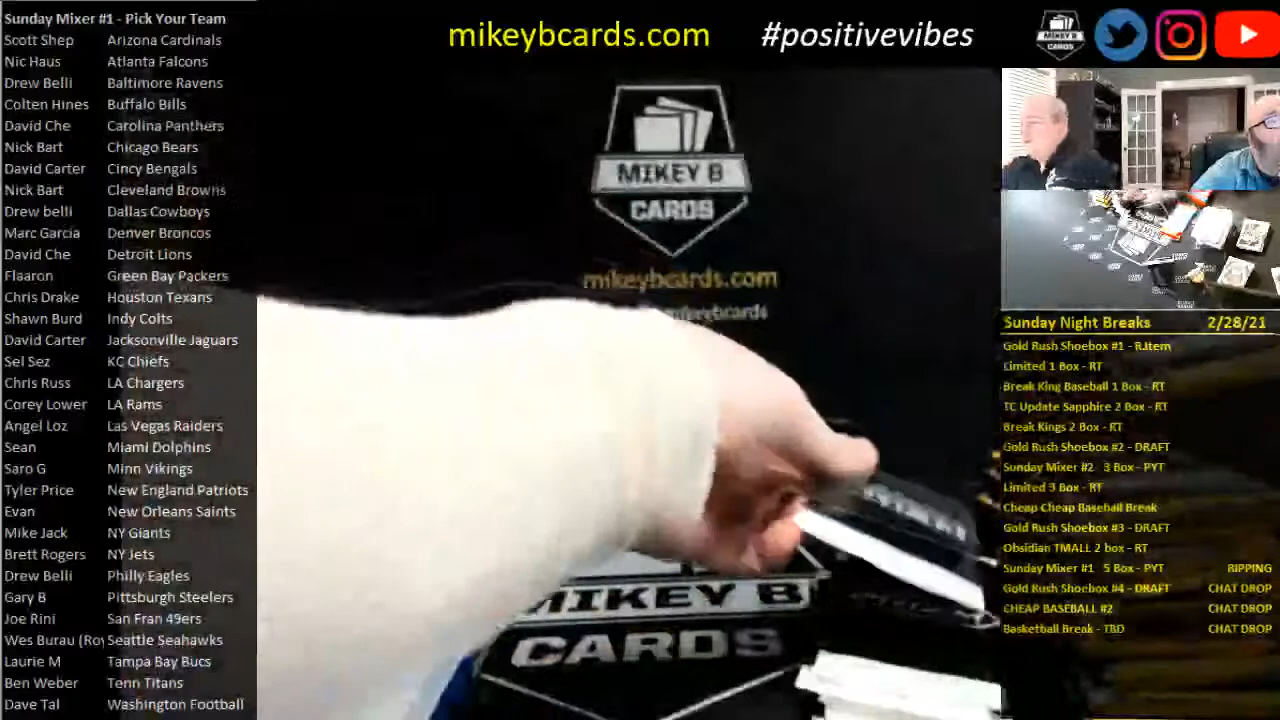 Sunday Mixer #1 - Pick Your Team
Scott Shep Arizona Cardinals
Nic Haus Atlanta Falcons
Drew Belli Baltimore Ravens
Colten Hines Buffalo Bills
David Che Carolina Panthers
Nick Bart Chicago Bears
David Carter Cincy Bengals
Nick Bart Cleveland Browns
Drew belli Dallas Cowboys
Marc Garcia Denver Broncos
David Che Detroit Lions
Flaaron Green Bay Packers
Chris Drake Houston Texans
Shawn Burd Indy Colts
David Carter Jacksonville Jaguars
Sel Sez KC Chiefs
Chris Russ LA Chargers
Corey Lower LA Rams
Angel Loz Las Vegas Raiders
Sean Miami Dolphins
Saro G Minn Vikings
Tyler Price New England Patriots
Evan New Orleans Saints
Mike Jack NY Giants
Brett Rogers NY Jets
Drew Belli Philly Eagles
Gary B Pittsburgh Steelers
Joe Rini San Fran 49ers
Wes Burau (Roy Seattle Seahawks
Laurie M Tampa Bay Bucs
Ben Weber Tenn Titans
Dave Tal Washington Football
mikeybcards.com #positivevibes
MIKEY B
CARDS
MIKEY B
CARDS
mikeybcards.com
MIKEY B
CARDS
Sunday Night Breaks 2/28/21
Gold Rush Shoebox #1 - R.Item
Limited 1 Box - RT
Break King Baseball 1 Box - RT
TC Update Sapphire 2 Box - RT
Break Kings 2 Box - RT
Gold Rush Shoebox #2 - DRAFT
Sunday Mixer #2 3 Box - PYT
Limited 3 Box - RT
Cheap Cheap Baseball Break
Gold Rush Shoebox #3 - DRAFT
Obsidian TMALL 2 box - RT
Sunday Mixer #1 5 Box - PYT RIPPING
Gold Rush Shoebox #4 - DRAFT CHAT DROP
CHEAP BASEBALL #2 CHAT DROP
Basketball Break - TBD CHAT DROP